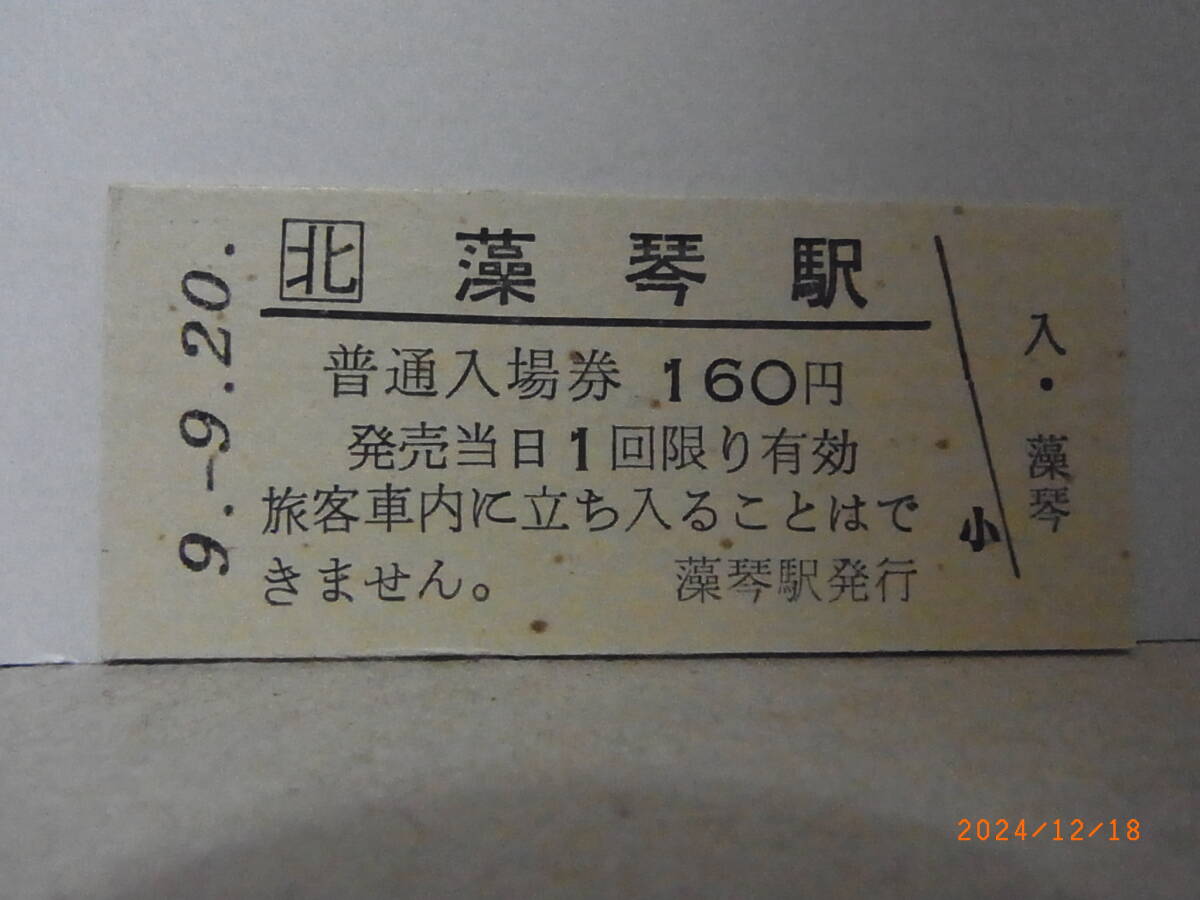 北 藻琴駅
普通入場券 160円
発売当日1回限り有効
旅客車内に立ち入ることはで
きません。 藻琴駅発行
9.-9.20.
入・藻琴
小
2024/12/18